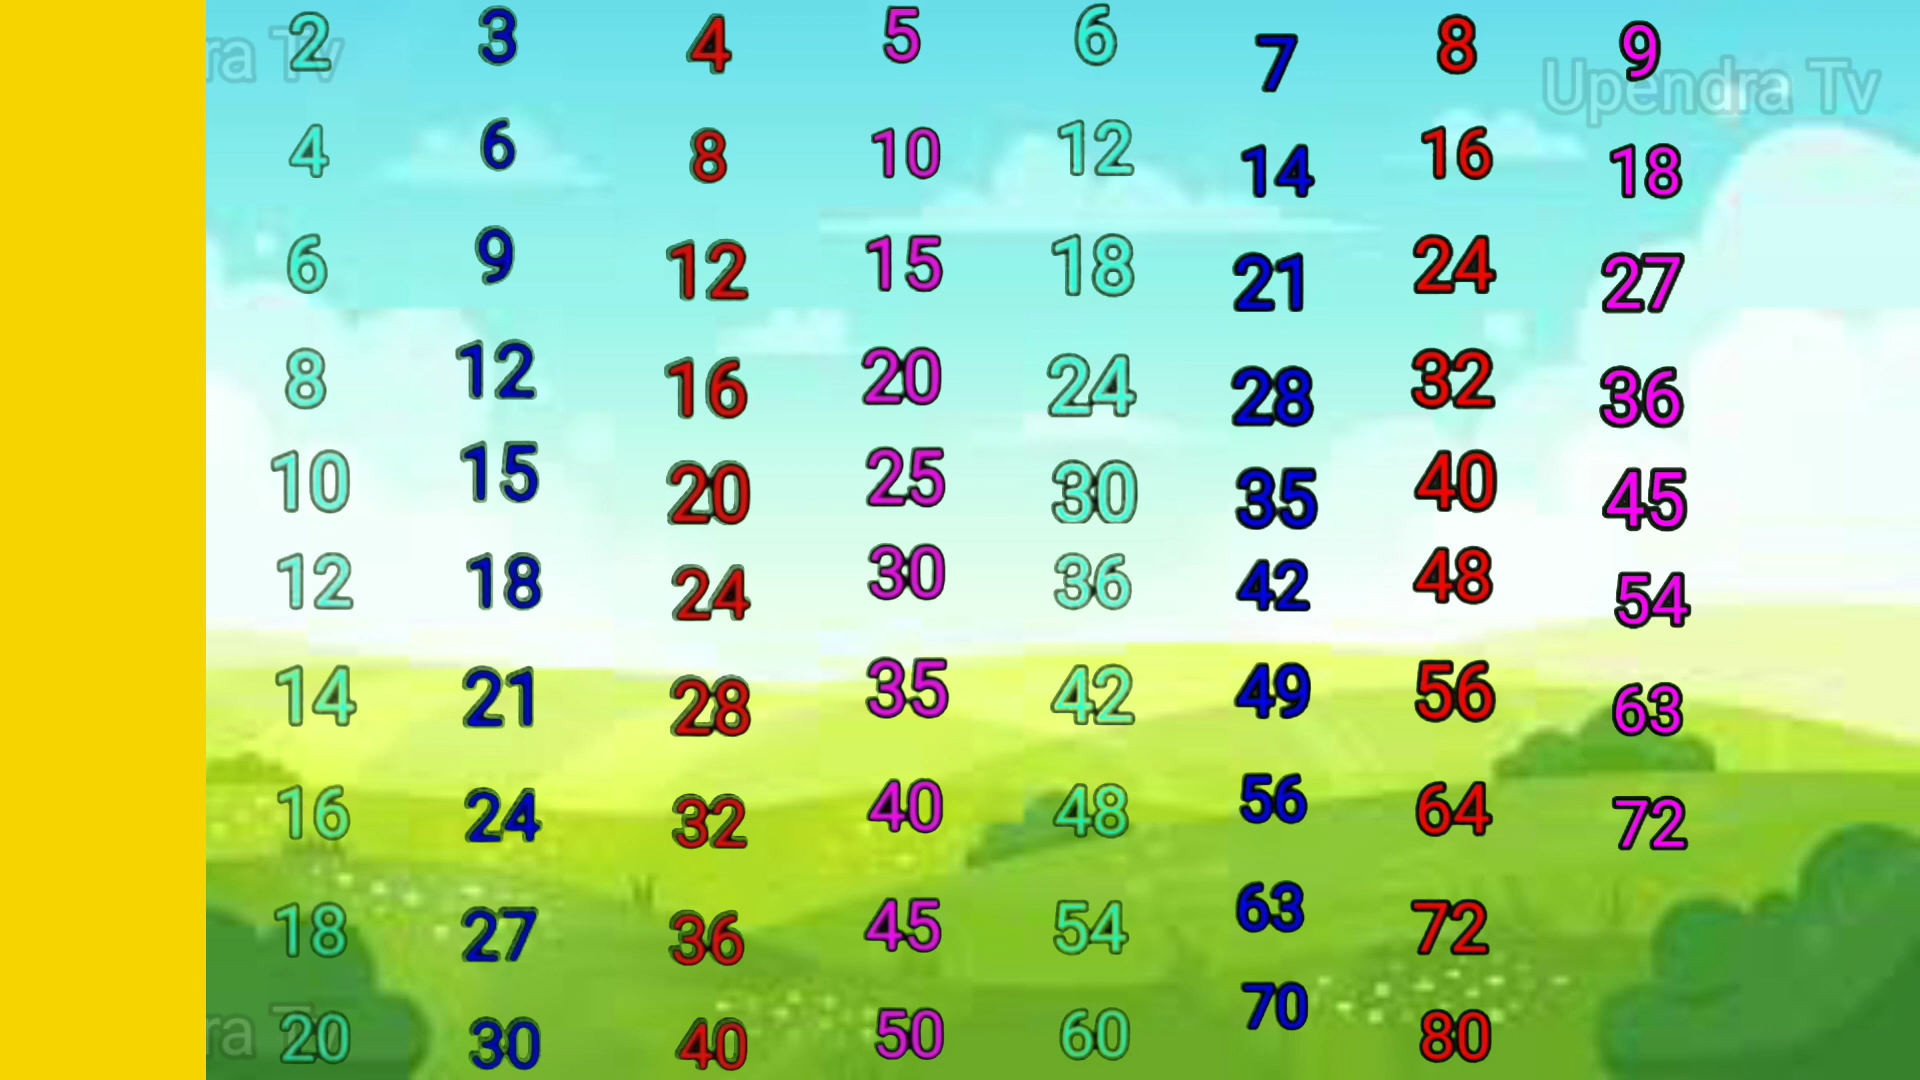 2 3 4 5 6 7 8 9
ra Tv Upendra Tv
4 6 8 10 12 14 16 18
6 9 12 15 18 21 24 27
8 12 16 20 24 28 32 36
10 15 20 25 30 35 40 45
12 18 24 30 36 42 48 54
14 21 28 35 42 49 56 63
16 24 32 40 48 56 64 72
18 27 36 45 54 63 72
20 30 40 50 60 70 80
ra Tv